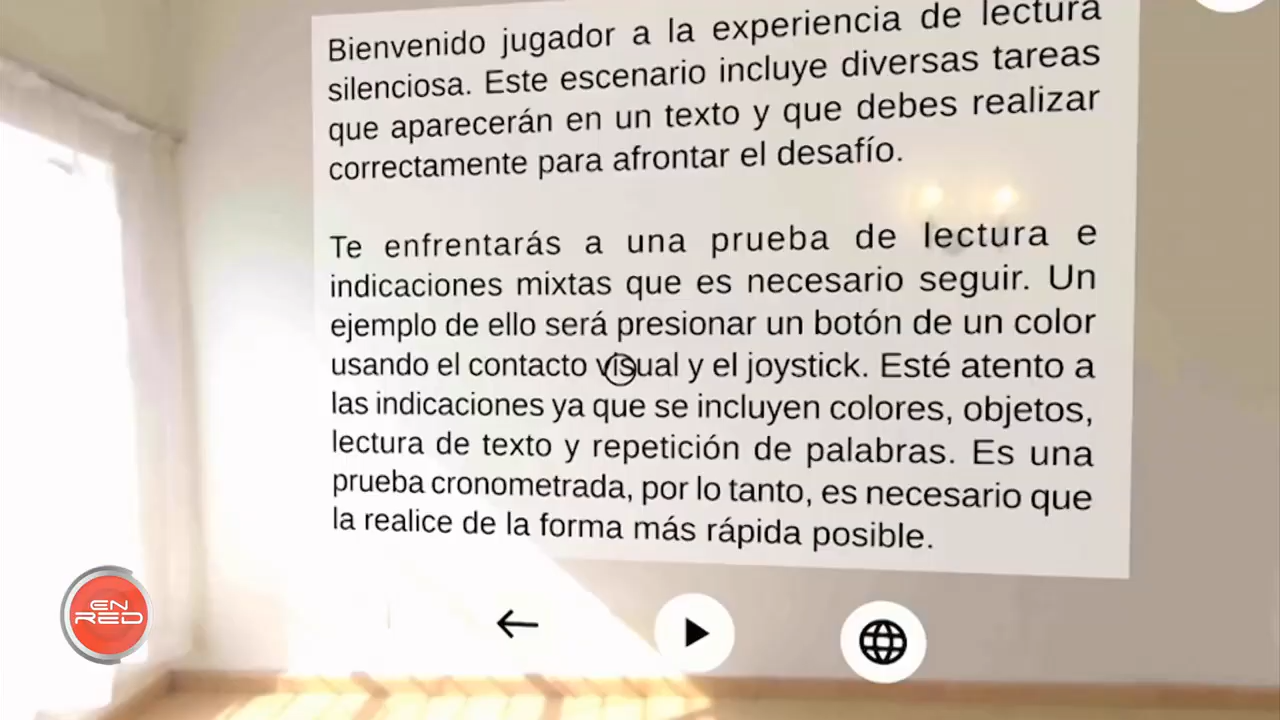 Bienvenido jugador a la experiencia de lectura
silenciosa. Este escenario incluye diversas tareas
que aparecerán en un texto y que debes realizar
correctamente para afrontar el desafío.
Te enfrentarás a una prueba de lectura e
indicaciones mixtas que es necesario seguir. Un
ejemplo de ello será presionar un botón de un color
usando el contacto visual y el joystick. Esté atento a
las indicaciones ya que se incluyen colores, objetos,
lectura de texto y repetición de palabras. Es una
prueba cronometrada, por lo tanto, es necesario que
la realice de la forma más rápida posible.
EN
RED